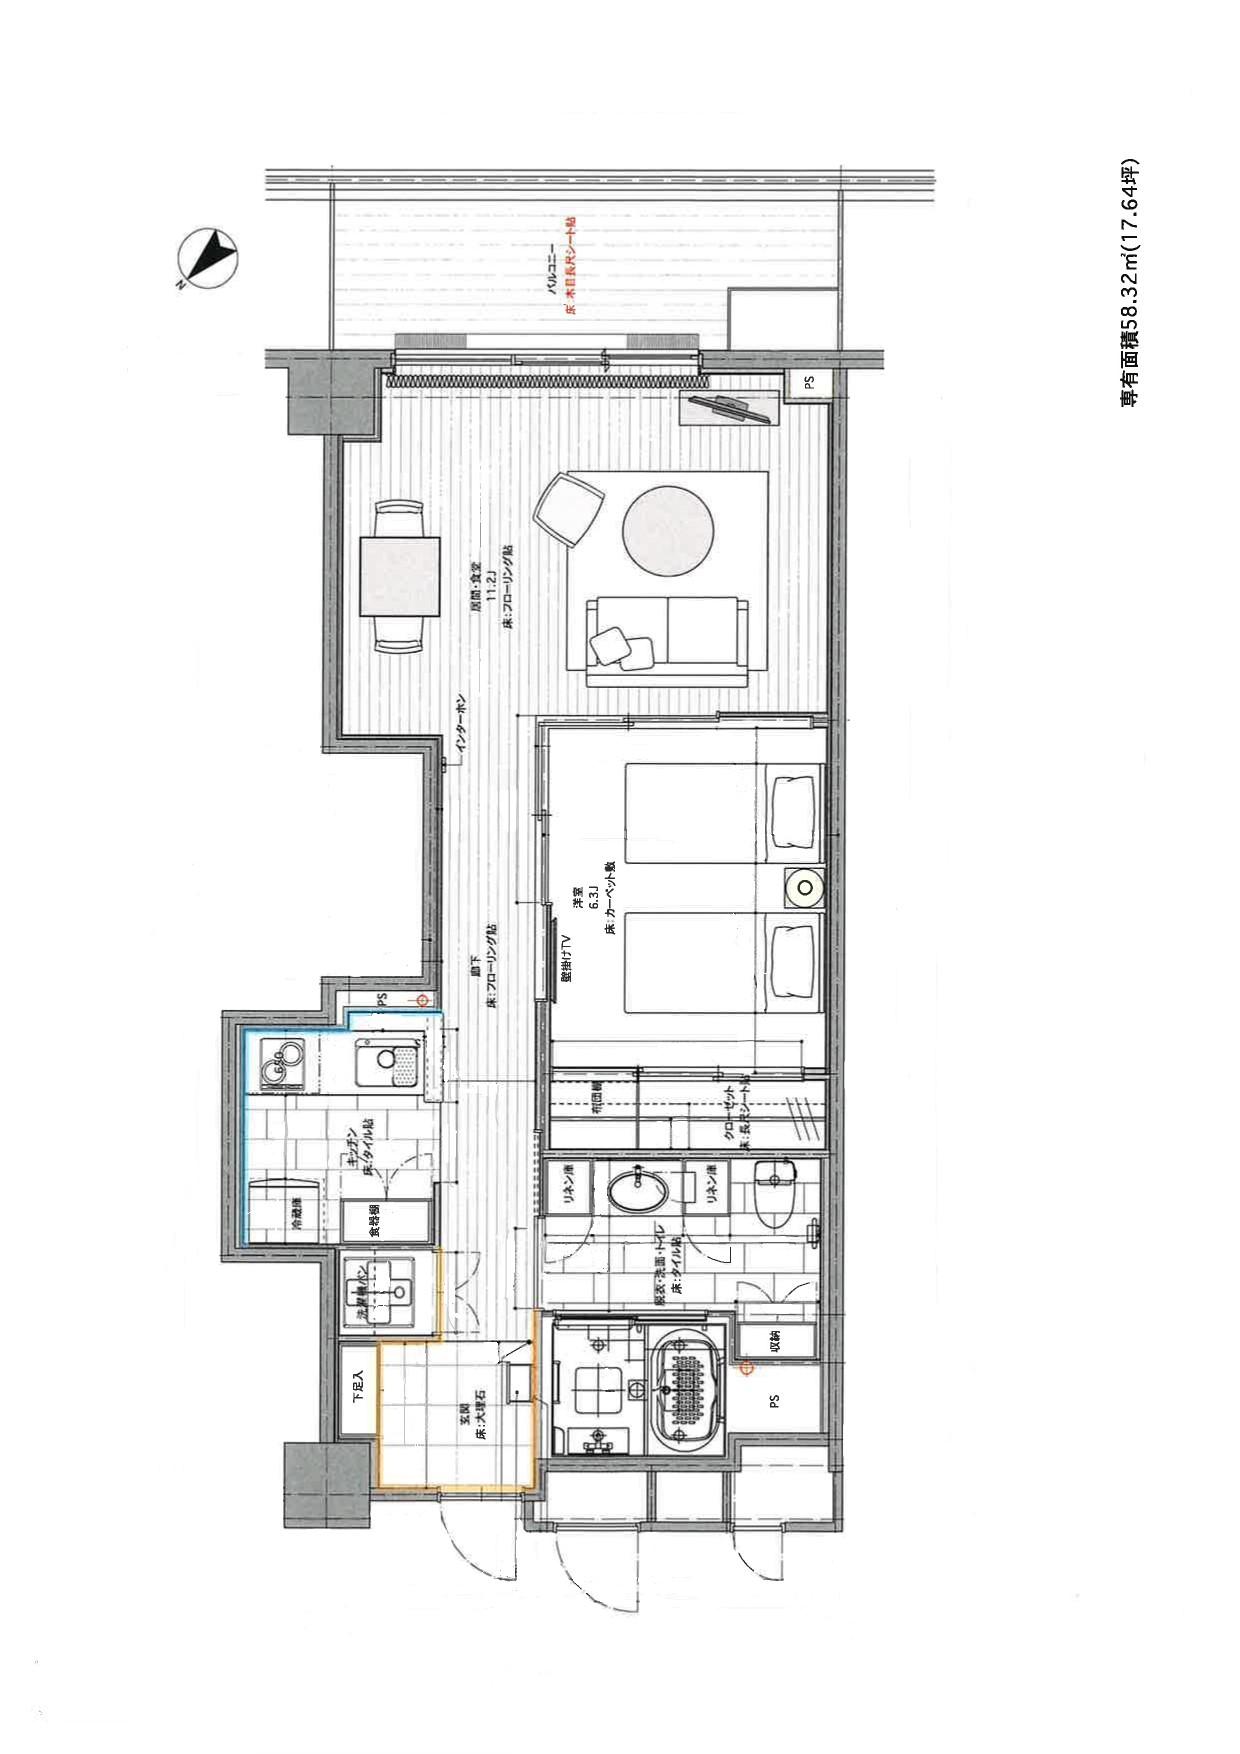 専有面積58.32㎡(17.64坪)
N
バルコニー
床:木目長尺シート貼
PS
居間・食堂
11.2J
床:フローリング貼
インターホン
洋室
6.3J
床:カーペット敷
壁掛けTV
廊下
床:フローリング貼
PS
650
キッチン
床:タイル貼
冷蔵庫
食器棚
布団棚
クローゼット
床:長尺シート貼
リネン庫
リネン庫
脱衣・洗面・トイレ
床:タイル貼
洗濯機パン
下足入
玄関
床:大理石
収納
PS